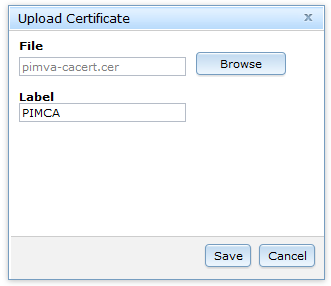 Upload Certificate x
File
pimva-cacert.cer Browse
Label
PIMCA
Save Cancel